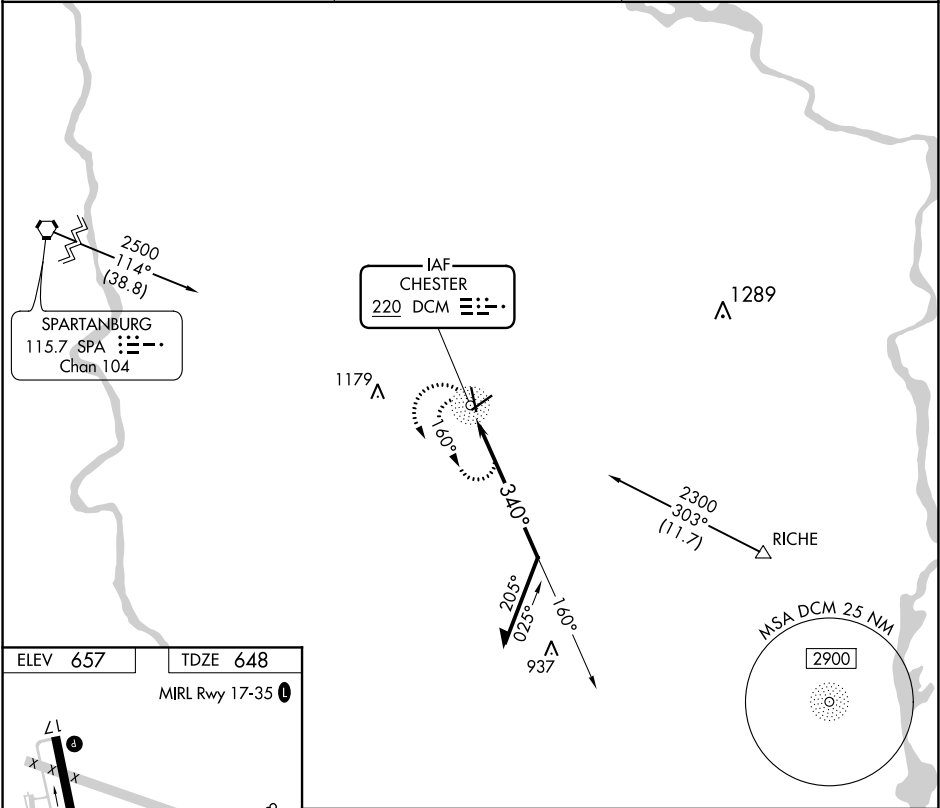 2500
114°
(38.8)
SPARTANBURG
115.7 SPA
Chan 104
IAF
CHESTER
220 DCM
1289
1179
160°
340°
2300
303°
(11.7)
RICHE
205°
025°
160°
937
MSA DCM 25 NM
2900
ELEV 657
TDZE 648
MIRL Rwy 17-35 L
17
P
X X X